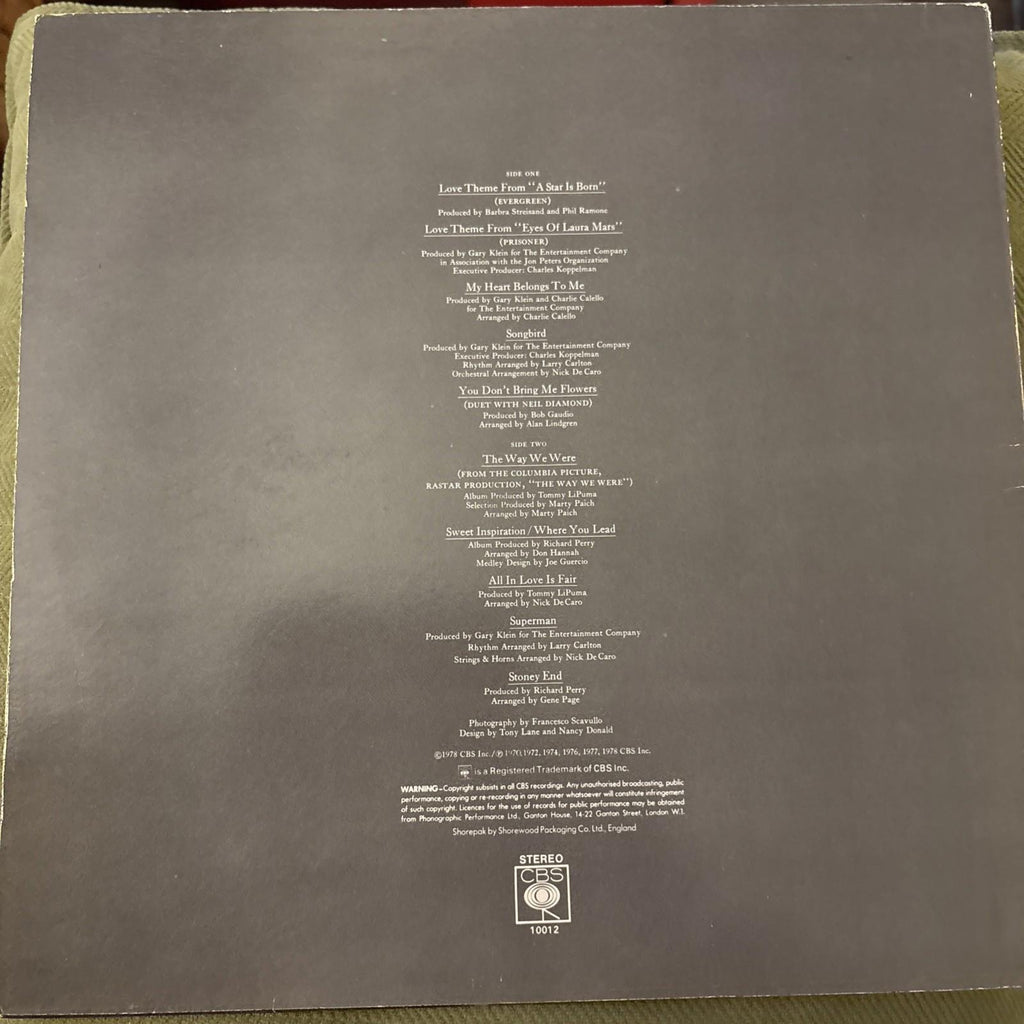 SIDE ONE
Love Theme From "A Star Is Born"
(EVERGREEN)
Produced by Barbra Streisand and Phil Ramone
Love Theme From "Eyes Of Laura Mars"
(PRISONER)
Produced by Gary Klein for The Entertainment Company
in Association with the Jon Peters Organization
Executive Producer: Charles Koppelman
My Heart Belongs To Me
Produced by Gary Klein and Charlie Calello
for The Entertainment Company
Arranged by Charlie Calello
Songbird
Produced by Gary Klein for The Entertainment Company
Executive Producer: Charles Koppelman
Rhythm Arranged by Larry Carlton
Orchestral Arrangement by Nick De Caro
You Don't Bring Me Flowers
(DUET WITH NEIL DIAMOND)
Produced by Bob Gaudio
Arranged by Alan Lindgren
SIDE TWO
The Way We Were
(FROM THE COLUMBIA PICTURE,
RASTAR PRODUCTION, "THE WAY WE WERE")
Album Produced by Tommy LiPuma
Selection Produced by Marty Paich
Arranged by Marty Paich
Sweet Inspiration/Where You Lead
Album Produced by Richard Perry
Arranged by Don Hannah
Medley Design by Joe Guercio
All In Love Is Fair
Produced by Tommy LiPuma
Arranged by Nick De Caro
Superman
Produced by Gary Klein for The Entertainment Company
Rhythm Arranged by Larry Carlton
Strings & Horns Arranged by Nick De Caro
Stoney End
Produced by Richard Perry
Arranged by Gene Page
Photography by Francesco Scavullo
Design by Tony Lane and Nancy Donald
©1978 CBS Inc./℗ 1970, 1972, 1974, 1976, 1977, 1978 CBS Inc.
is a Registered Trademark of CBS Inc.
WARNING–Copyright subsists in all CBS recordings. Any unauthorised broadcasting, public
performance, copying or re-recording in any manner whatsoever will constitute infringement
of such copyright. Licences for the use of records for public performance may be obtained
from Phonographic Performance Ltd., Ganton House, 14-22 Ganton Street, London W.1.
Shorepak by Shorewood Packaging Co. Ltd., England
STEREO
CBS
10012